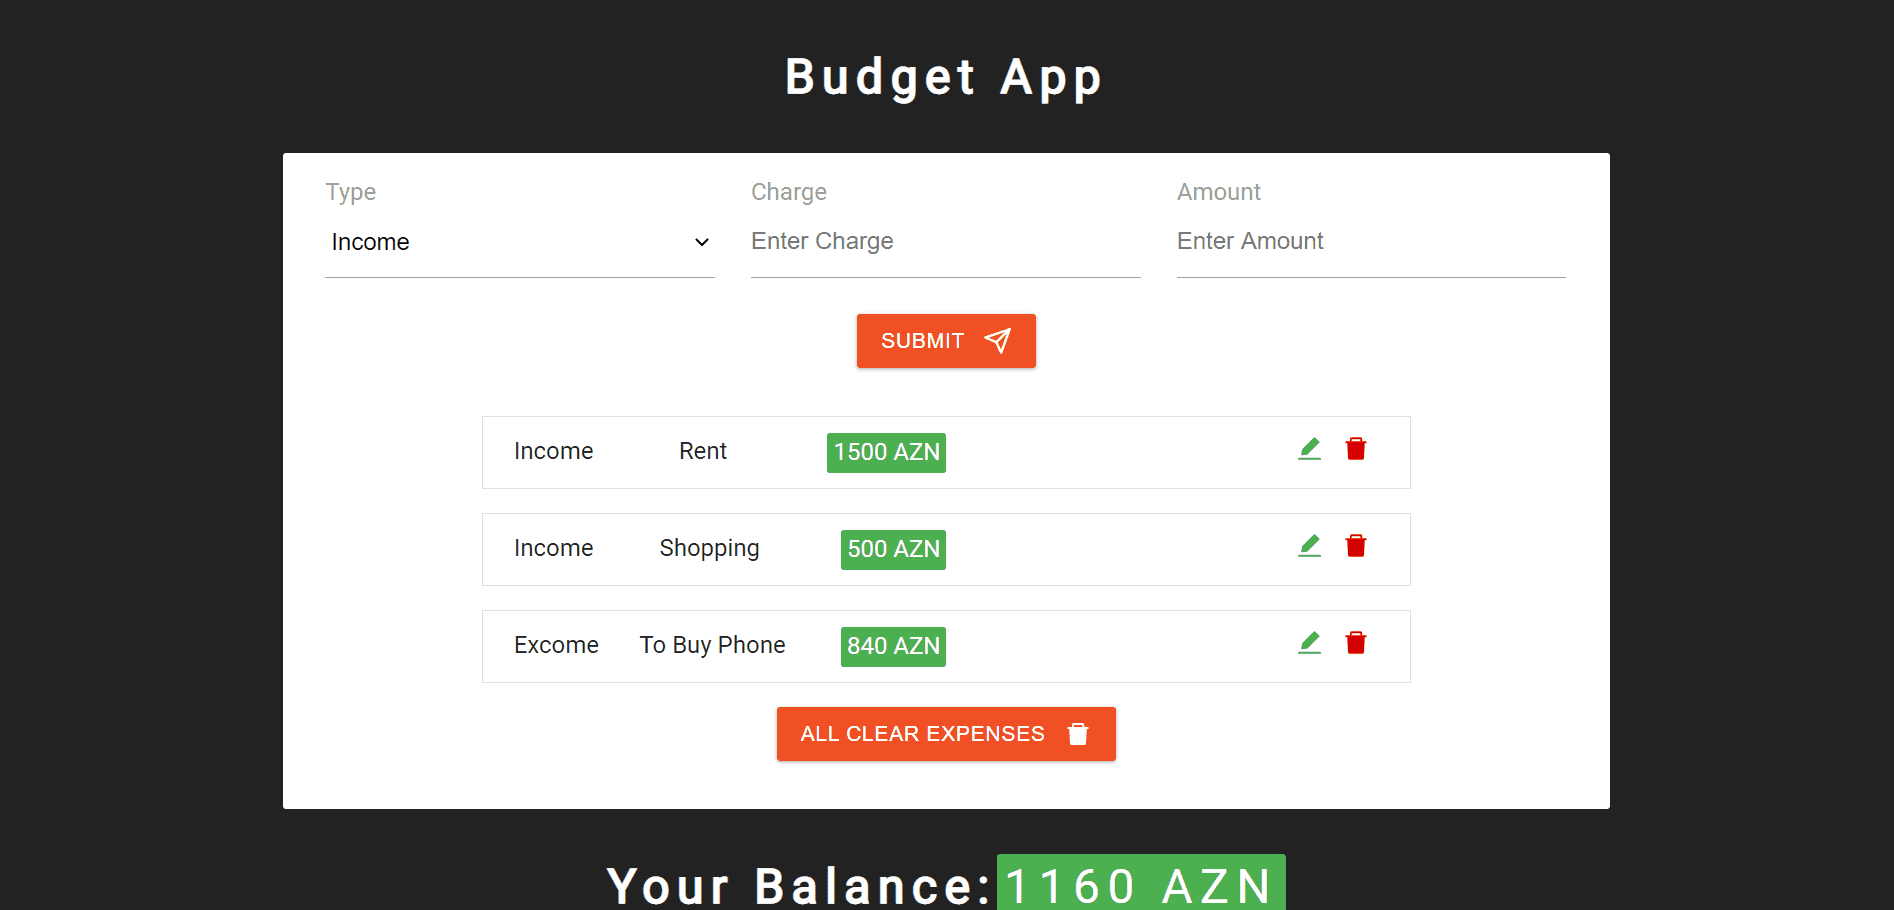 Budget App
Type Charge Amount
Income Enter Charge Enter Amount
SUBMIT
Income Rent 1500 AZN
Income Shopping 500 AZN
Excome To Buy Phone 840 AZN
ALL CLEAR EXPENSES
Your Balance: 1160 AZN